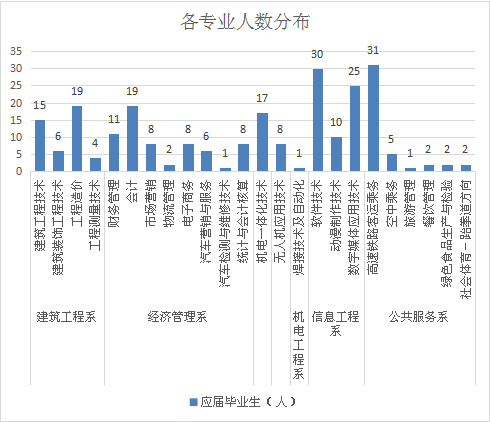 各专业人数分布
35
30
25
20
15
10
5
0
15
6
19
4
11
19
8
2
8
6
1
8
17
8
1
30
10
25
31
5
1
2
2
2
建筑工程技术
建筑装饰工程技术
工程造价
工程测量技术
财务管理
会计
市场营销
物流管理
电子商务
汽车营销与服务
汽车检测与维修技术
统计与会计核算
机电一体化技术
无人机应用技术
焊接技术及自动化
软件技术
动漫制作技术
数字媒体应用技术
高速铁路客运乘务
空中乘务
旅游管理
餐饮管理
绿色食品生产与检验
社会体育－跆拳道方向
建筑工程系
经济管理系
机电工程系
信息工程
系
公共服务系
应届毕业生（人）